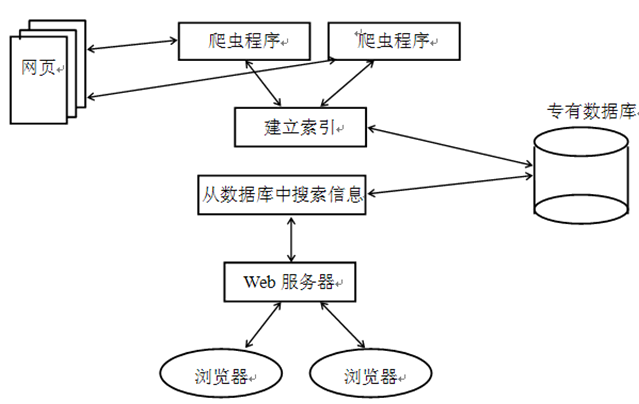 爬虫程序
爬虫程序
网页
专有数据库
建立索引
从数据库中搜索信息
Web 服务器
浏览器
浏览器